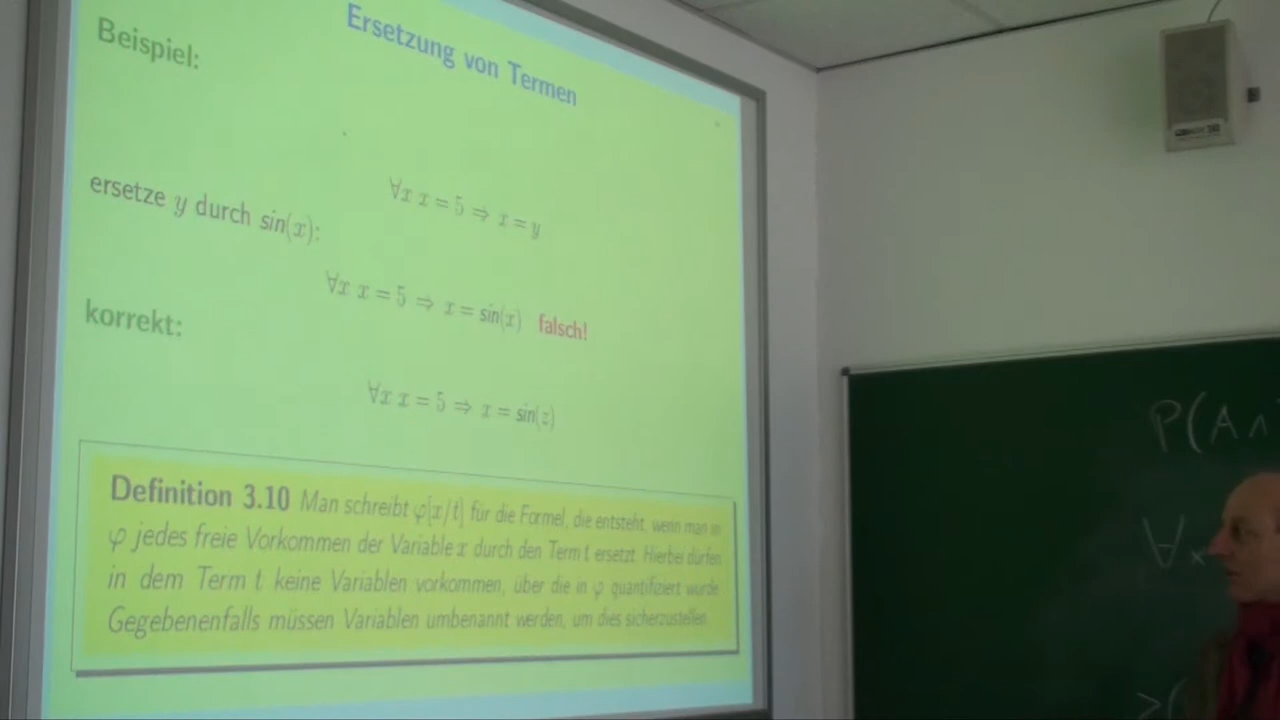 Ersetzung von Termen
Beispiel:
∀x x = 5 ⇒ x = y
ersetze y durch sin(x):
∀x x = 5 ⇒ x = sin(x) falsch!
korrekt:
∀x x = 5 ⇒ x = sin(z)
Definition 3.10 Man schreibt φ[x/t] für die Formel, die entsteht, wenn man in
φ jedes freie Vorkommen der Variable x durch den Term t ersetzt. Hierbei dürfen
in dem Term t keine Variablen vorkommen, über die in φ quantifiziert wurde.
Gegebenenfalls müssen Variablen umbenannt werden, um dies sicherzustellen.
P(A ∧
∀x